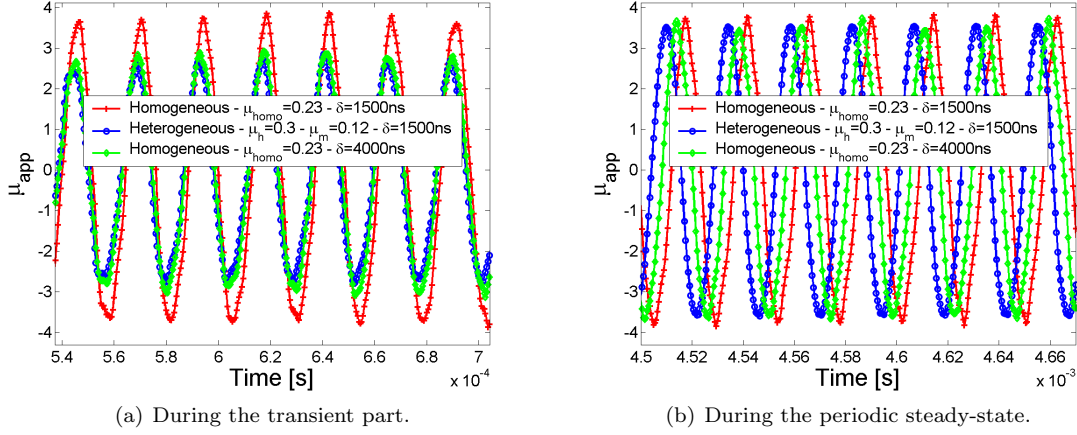 4
3
2
1
0
-1
-2
-3
-4
μapp
Homogeneous - μhomo=0.23 - δ=1500ns
Heterogeneous - μh=0.3 - μm=0.12 - δ=1500ns
Homogeneous - μhomo=0.23 - δ=4000ns
5.4 5.6 5.8 6 6.2 6.4 6.6 6.8 7
Time [s]
x 10-4
(a) During the transient part.
4
3
2
1
0
-1
-2
-3
-4
μapp
Homogeneous - μhomo=0.23 - δ=1500ns
Heterogeneous - μh=0.3 - μm=0.12 - δ=1500ns
Homogeneous - μhomo=0.23 - δ=4000ns
4.5 4.52 4.54 4.56 4.58 4.6 4.62 4.64 4.66
Time [s]
x 10-3
(b) During the periodic steady-state.